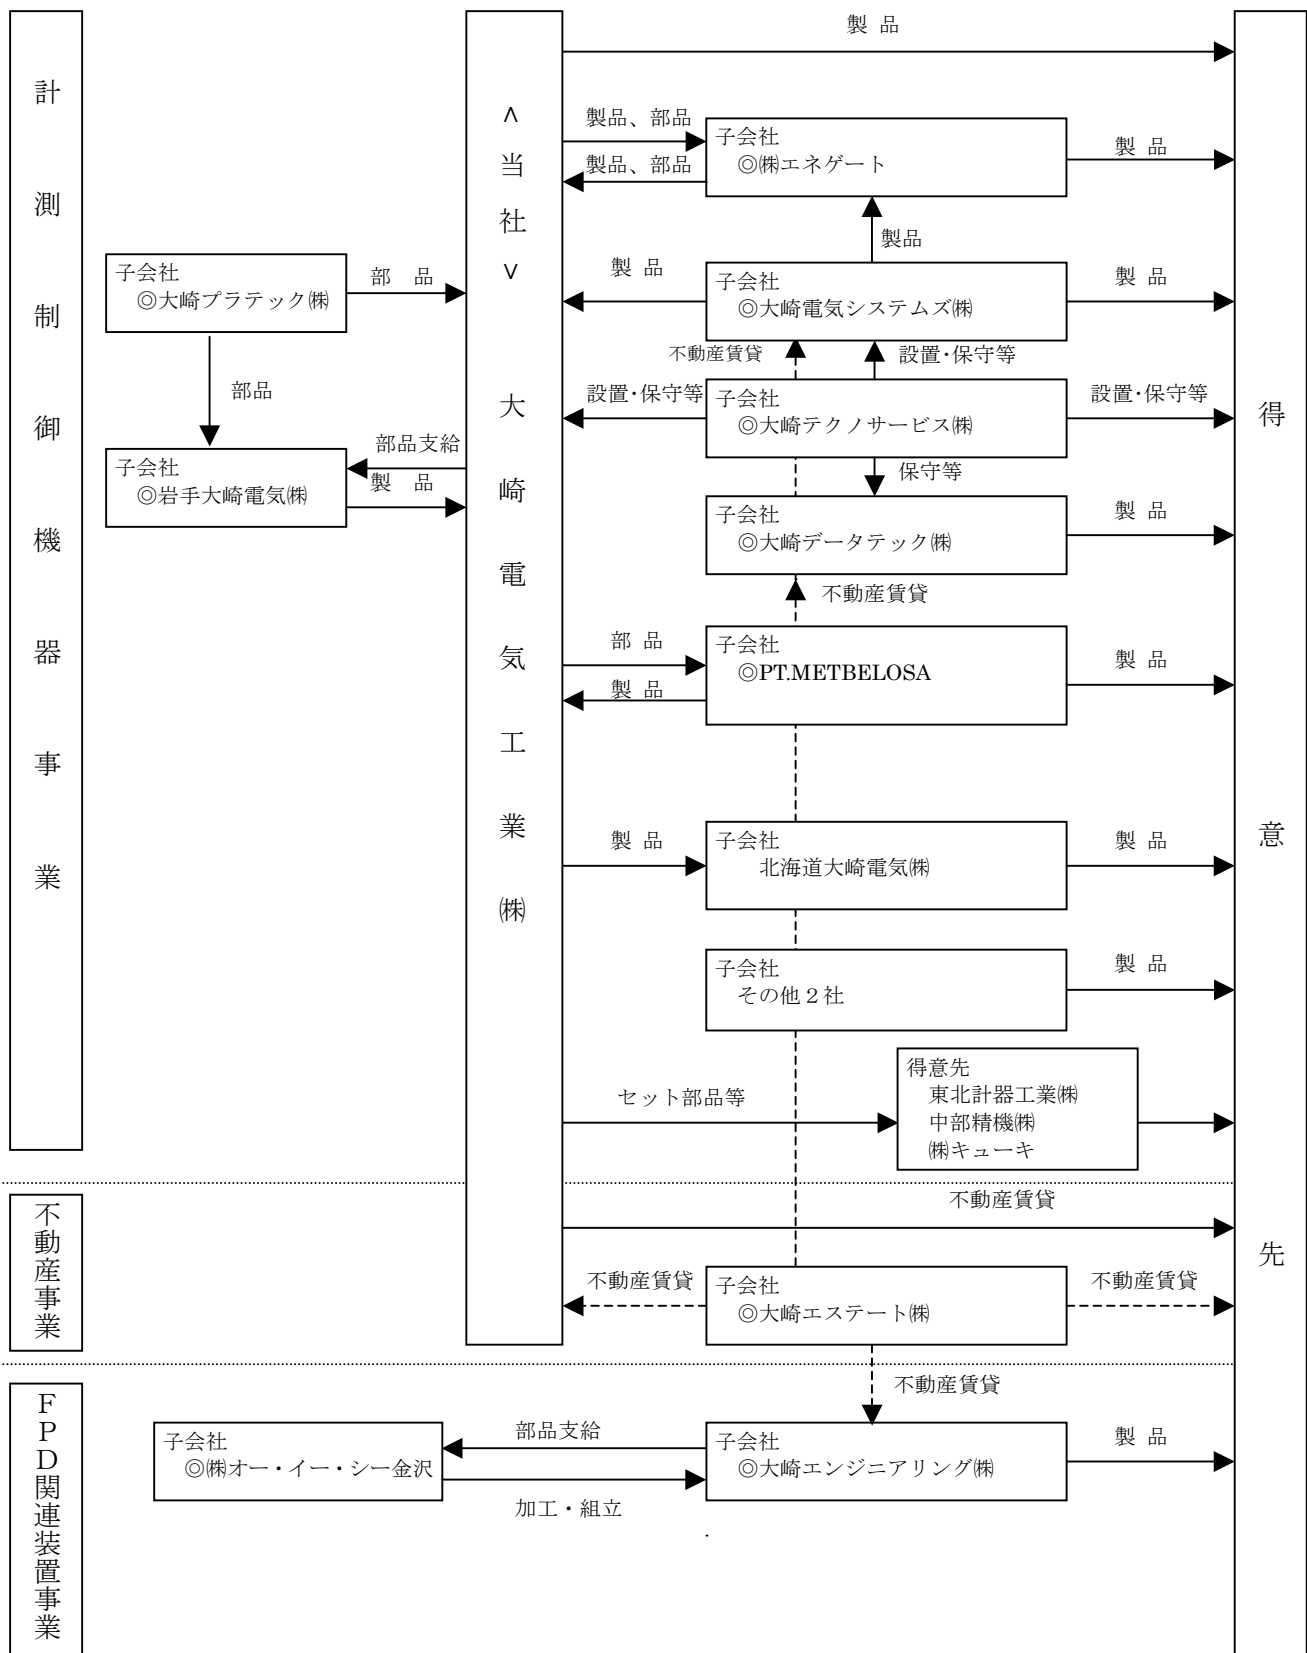 計測制御機器事業
不動産事業
FPD関連装置事業
＜当社＞ 大崎電気工業㈱
得意先
製 品
製品、部品
製品、部品
子会社
◎㈱エネゲート
製 品
製品
子会社
◎大崎プラテック㈱
部 品
製 品
子会社
◎大崎電気システムズ㈱
製 品
不動産賃貸
設置・保守等
部品
設置・保守等
子会社
◎大崎テクノサービス㈱
設置・保守等
子会社
◎岩手大崎電気㈱
部品支給
製 品
保守等
子会社
◎大崎データテック㈱
製 品
不動産賃貸
部 品
製 品
子会社
◎PT.METBELOSA
製 品
製 品
子会社
北海道大崎電気㈱
製 品
子会社
その他２社
製 品
セット部品等
得意先
東北計器工業㈱
中部精機㈱
㈱キューキ
不動産賃貸
不動産賃貸
子会社
◎大崎エステート㈱
不動産賃貸
不動産賃貸
子会社
◎㈱オー・イー・シー金沢
部品支給
加工・組立
子会社
◎大崎エンジニアリング㈱
製 品